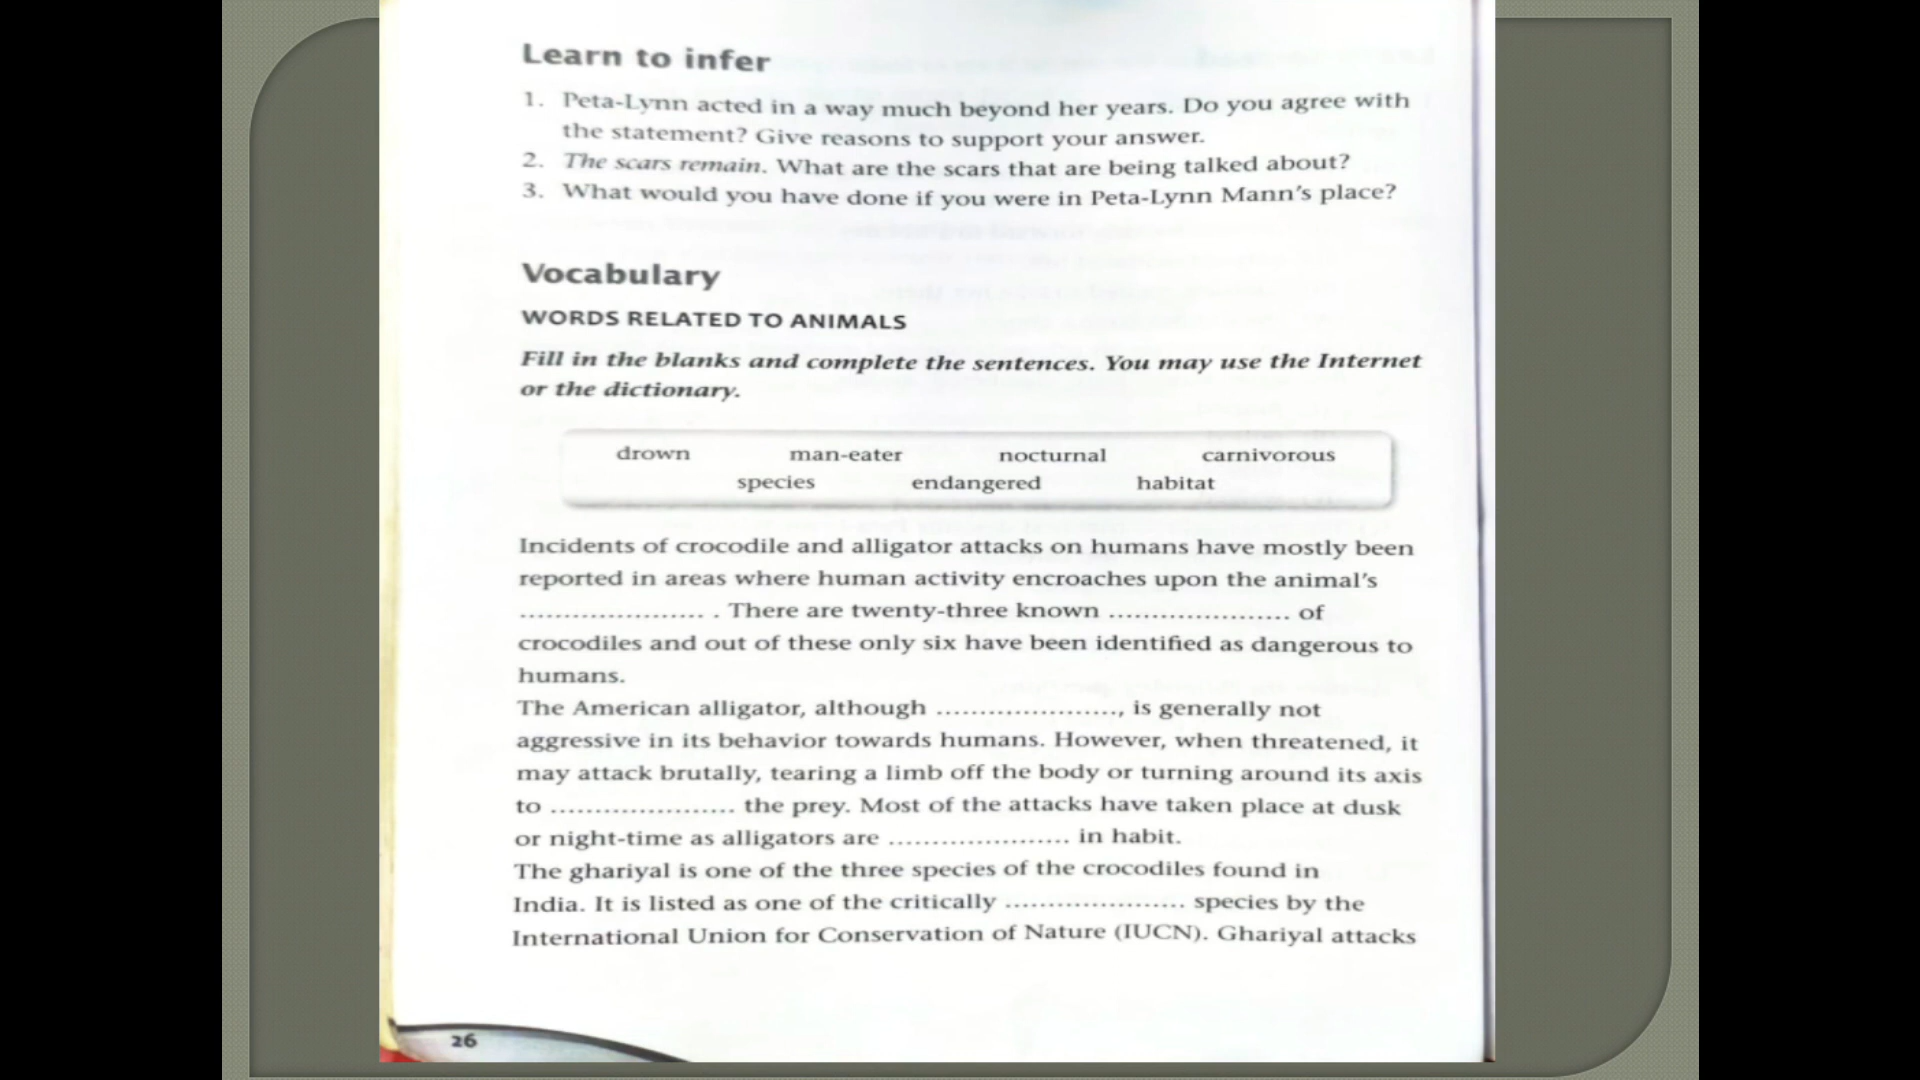 Learn to infer
1. Peta-Lynn acted in a way much beyond her years. Do you agree with
the statement? Give reasons to support your answer.
2. The scars remain. What are the scars that are being talked about?
3. What would you have done if you were in Peta-Lynn Mann's place?
Vocabulary
WORDS RELATED TO ANIMALS
Fill in the blanks and complete the sentences. You may use the Internet
or the dictionary.
drown man-eater nocturnal carnivorous
species endangered habitat
Incidents of crocodile and alligator attacks on humans have mostly been
reported in areas where human activity encroaches upon the animal's
..................... . There are twenty-three known ..................... of
crocodiles and out of these only six have been identified as dangerous to
humans.
The American alligator, although ....................., is generally not
aggressive in its behavior towards humans. However, when threatened, it
may attack brutally, tearing a limb off the body or turning around its axis
to ..................... the prey. Most of the attacks have taken place at dusk
or night-time as alligators are ..................... in habit.
The gharyial is one of the three species of the crocodiles found in
India. It is listed as one of the critically ..................... species by the
International Union for Conservation of Nature (IUCN). Ghariyal attacks
26